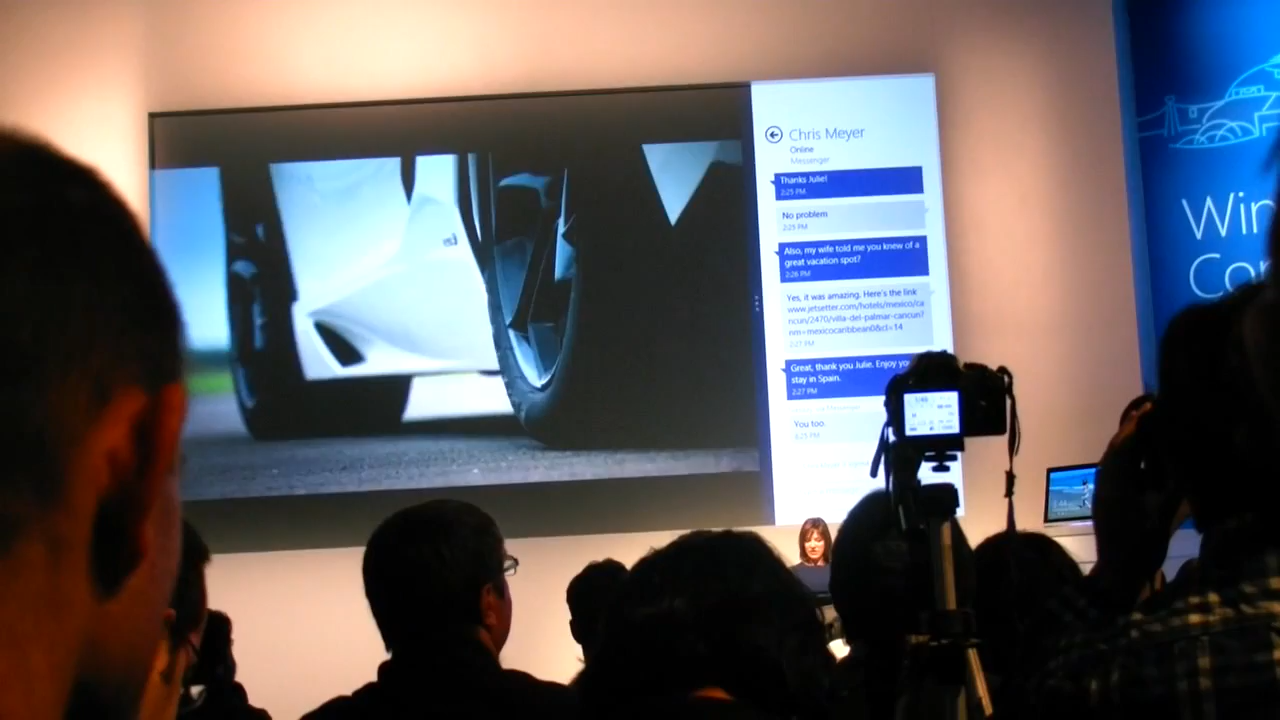 Chris Meyer
Online
Messenger
Thanks Julie!
2:25 PM
No problem
2:25 PM
Also, my wife told me you knew of a
great vacation spot?
2:26 PM
Yes, it was amazing. Here's the link
www.jetsetter.com/hotels/mexico/ca
ncun/2470/villa-del-palmar-cancun?
nm=mexicocaribbean0&cl=14
2:27 PM
Great, thank you Julie. Enjoy you
stay in Spain.
2:27 PM
You too.
Win
Co